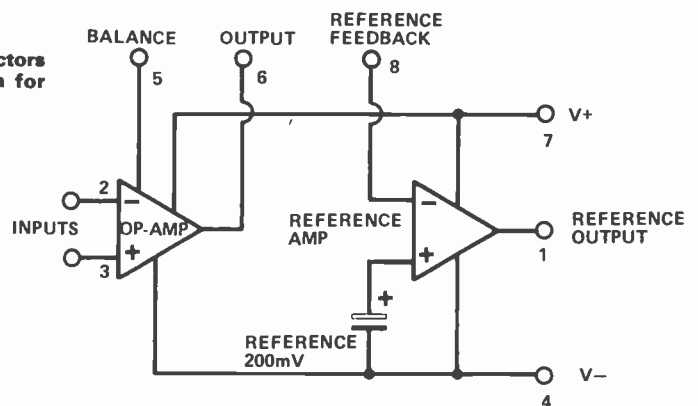 ctors
n for
BALANCE
5
OUTPUT
6
REFERENCE
FEEDBACK
8
V+
7
2
−
INPUTS
OP-AMP
+
3
REFERENCE
AMP
−
+
REFERENCE
OUTPUT
1
+
REFERENCE
200mV
V−
4